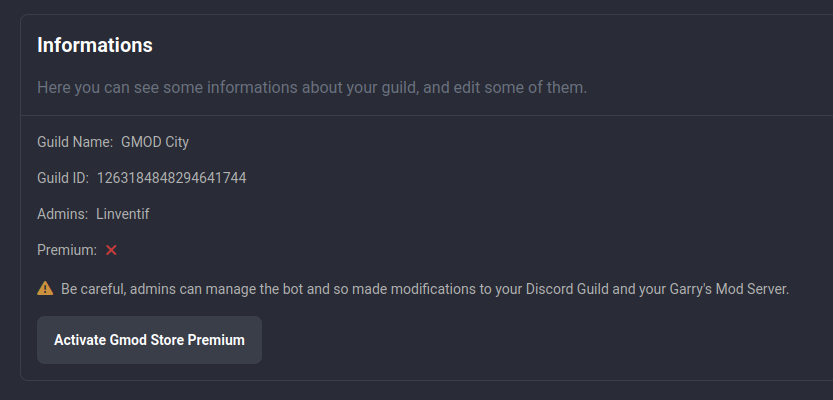 Informations
Here you can see some informations about your guild, and edit some of them.
Guild Name: GMOD City
Guild ID: 1263184848294641744
Admins: Linventif
Premium:
Be careful, admins can manage the bot and so made modifications to your Discord Guild and your Garry's Mod Server.
Activate Gmod Store Premium